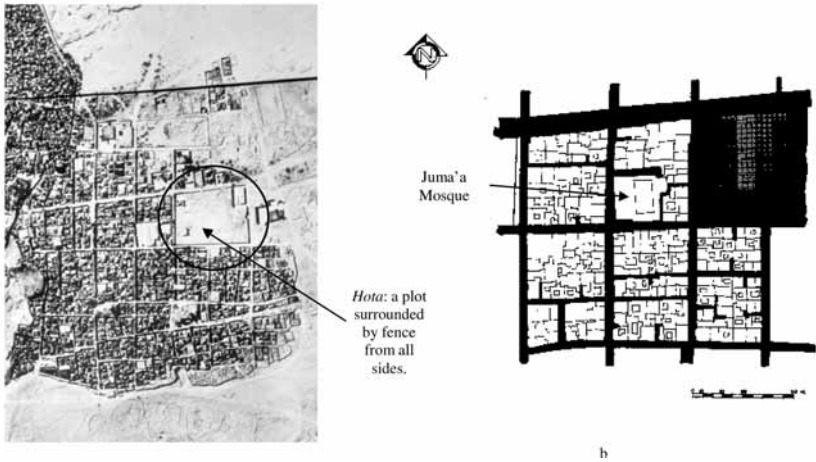 N
Juma'a
Mosque
Hota: a plot
surrounded
by fence
from all
sides.
b